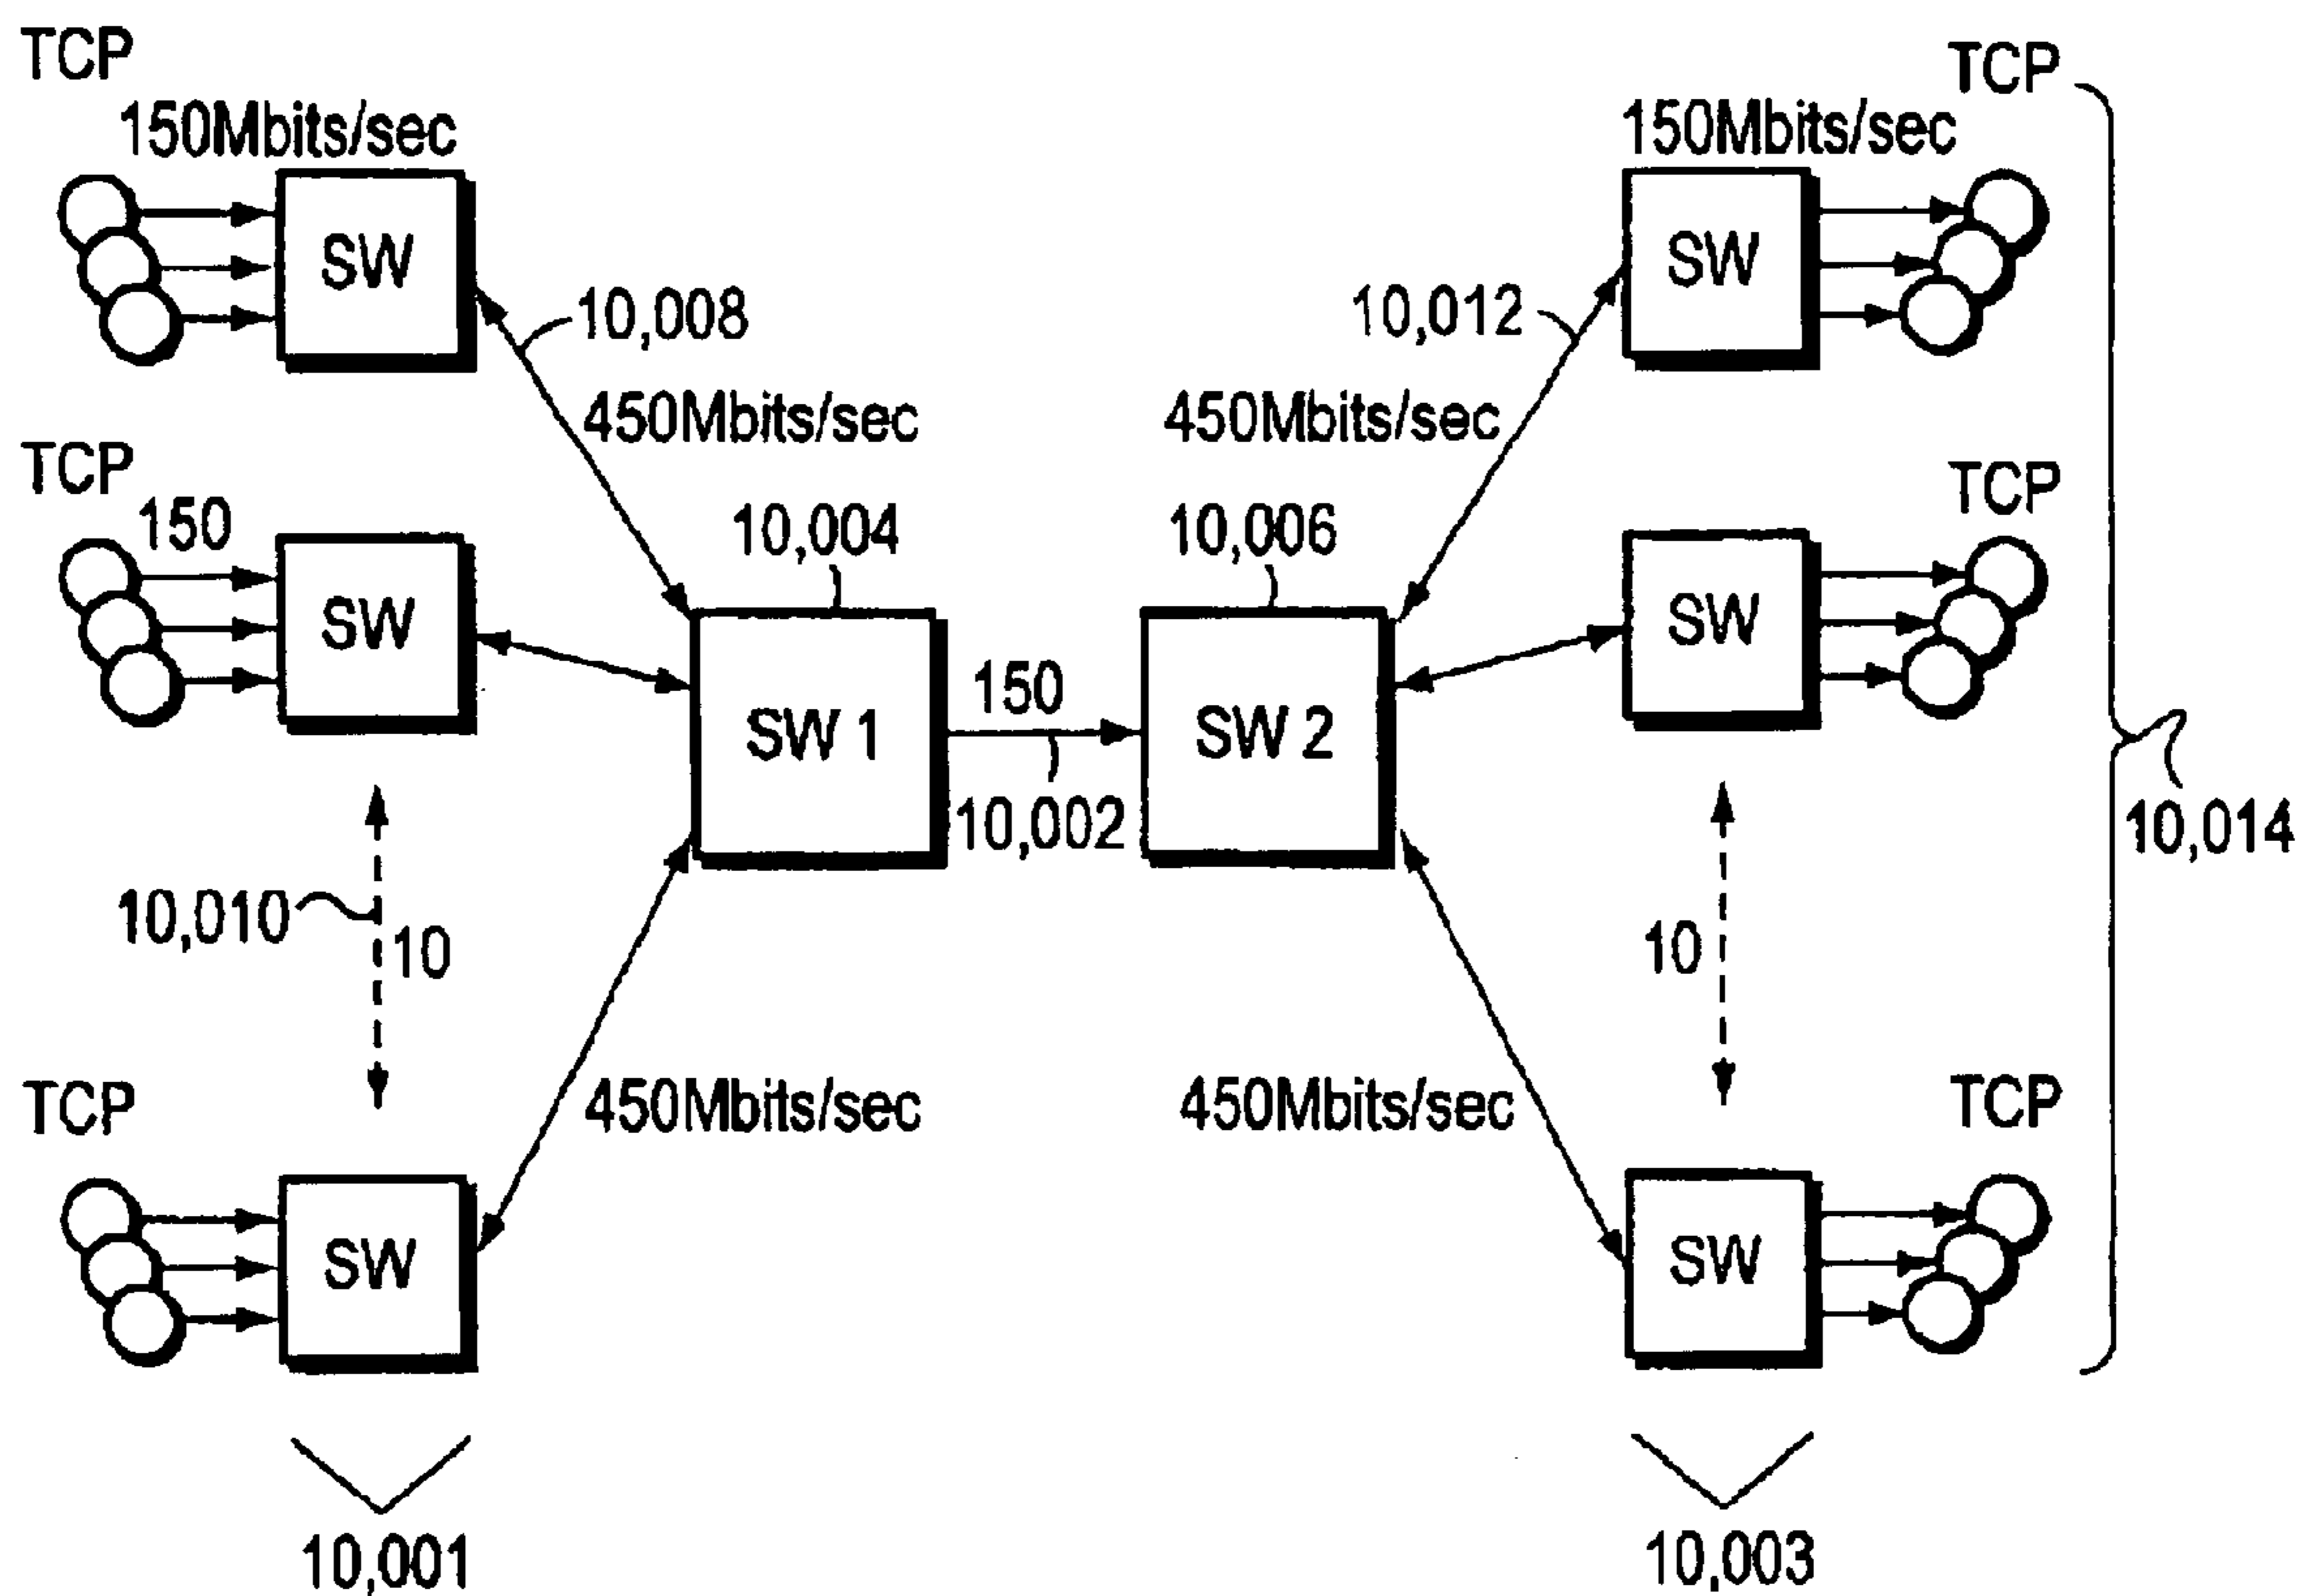 TCP
150Mbits/sec
SW
10,008
450Mbits/sec
TCP
150Mbits/sec
SW
10,012
450Mbits/sec
TCP
150
SW
10,004
SW 1
150
10,002
10,006
SW 2
TCP
SW
10,014
10,010
10
10
TCP
SW
450Mbits/sec
450Mbits/sec
TCP
SW
10,001
10,003